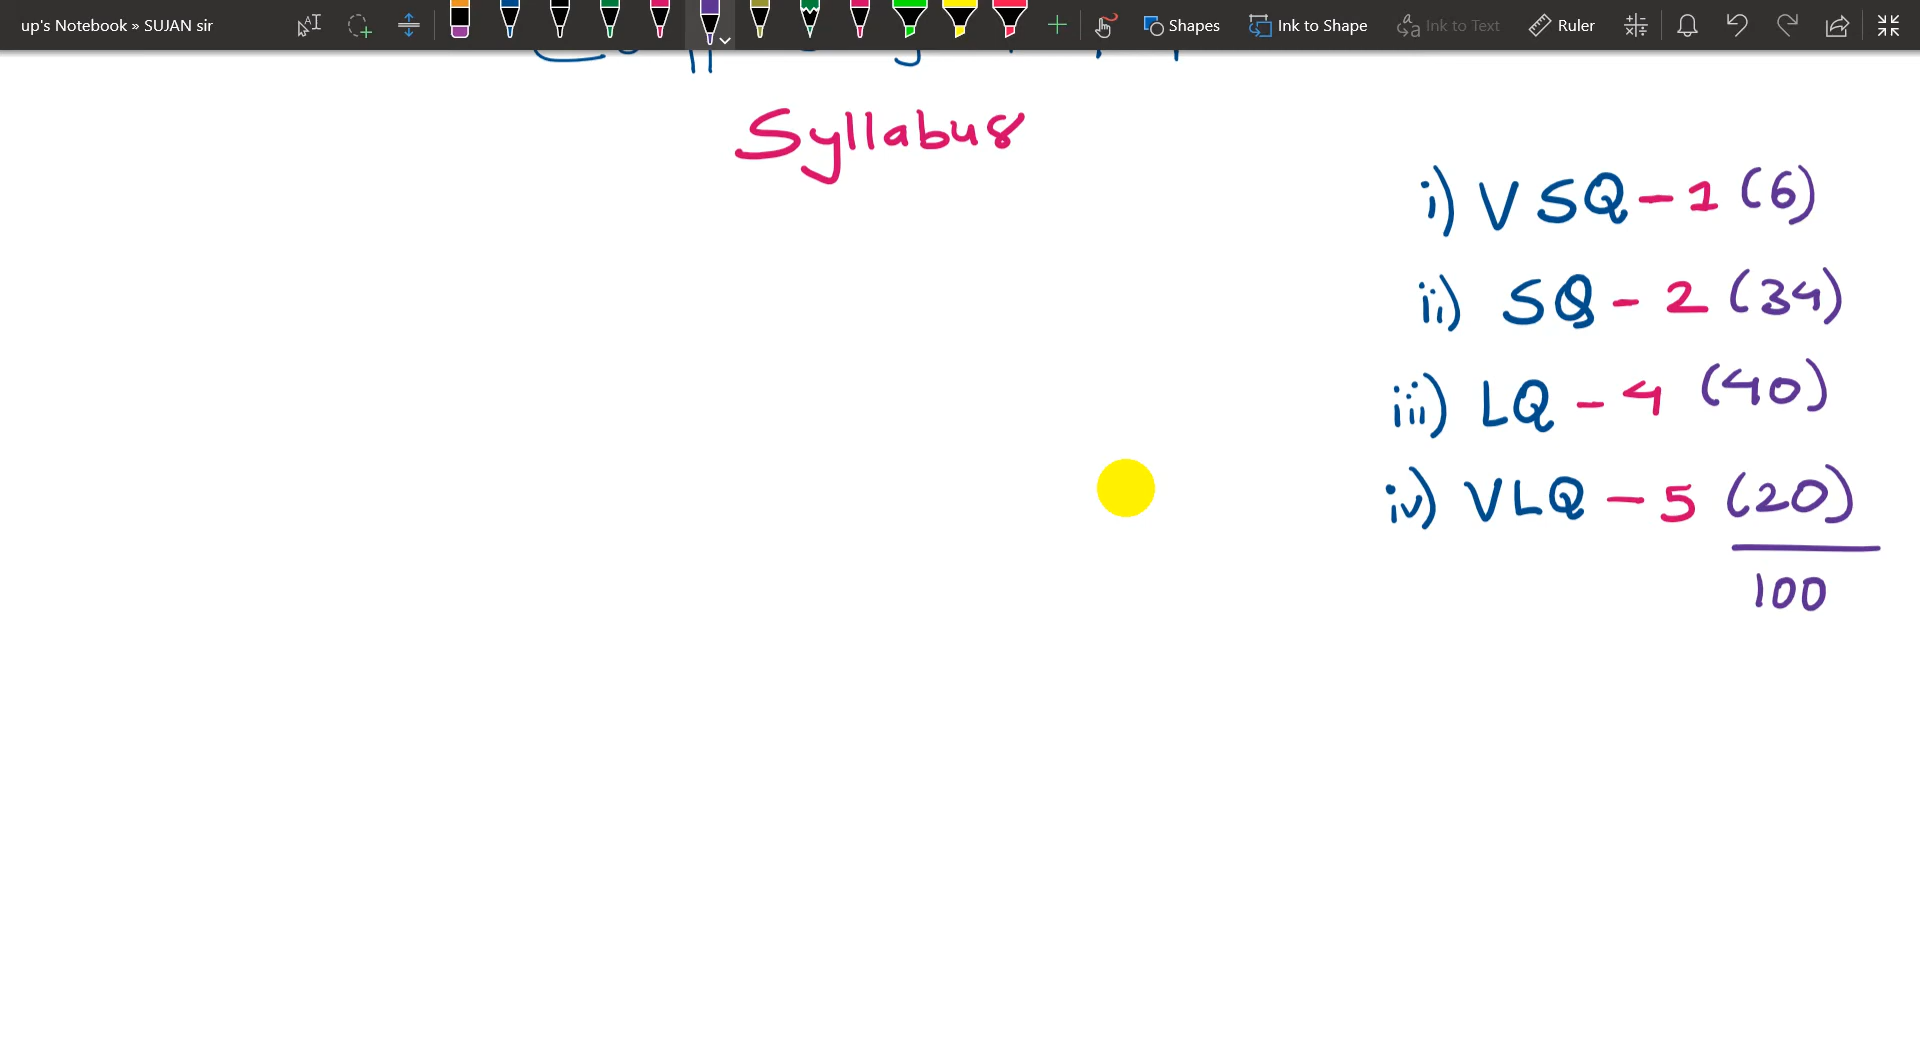 up's Notebook » SUJAN sir
Shapes
Ink to Shape
Ink to Text
Ruler
Syllabus
i) VSQ - 1 (6)
ii) SQ - 2 (34)
iii) LQ - 4 (40)
iv) VLQ - 5 (20)
100